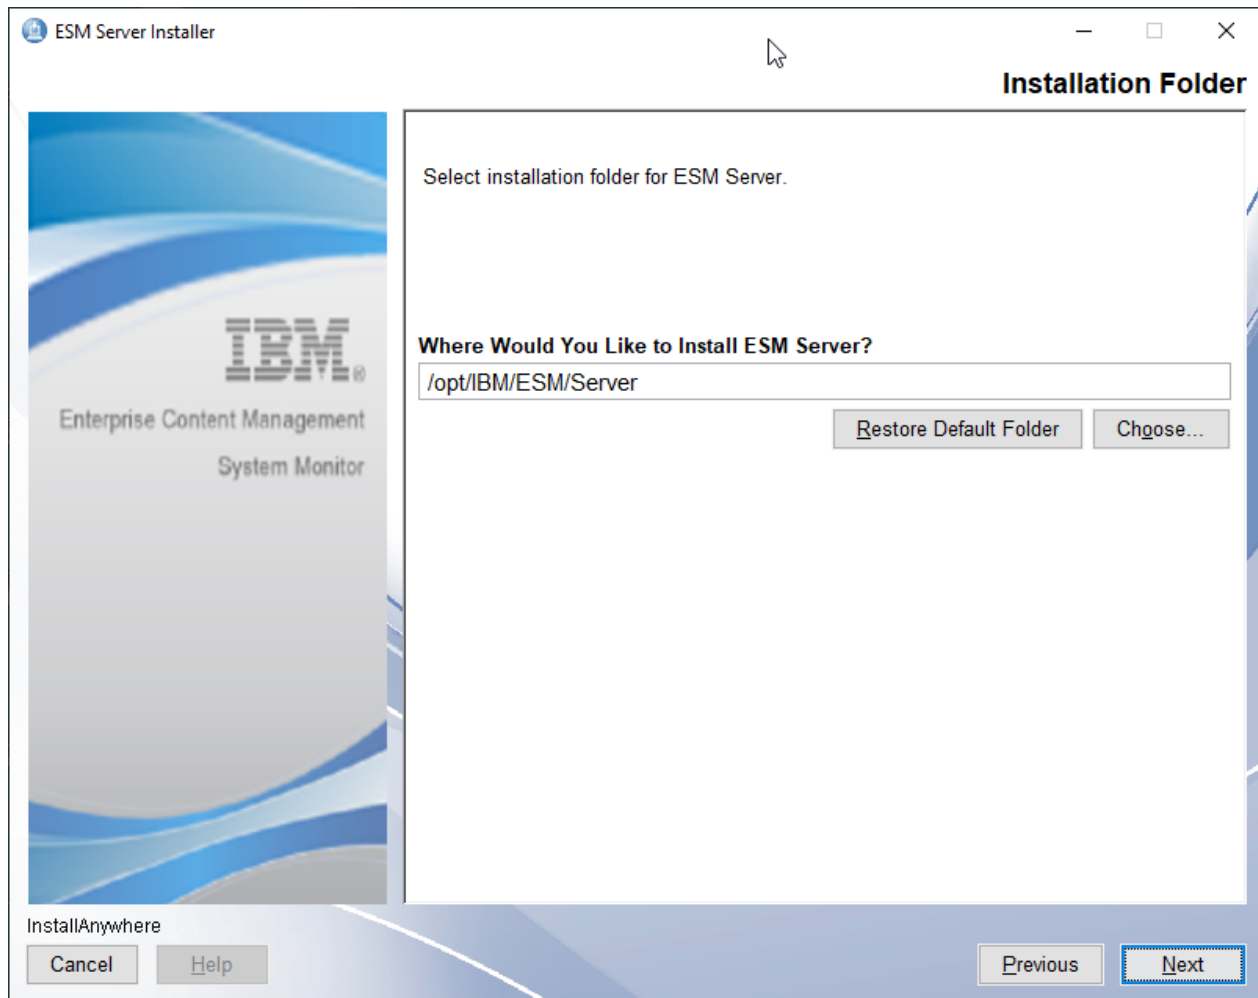 ESM Server Installer
Installation Folder
Select installation folder for ESM Server.
IBM®
Enterprise Content Management
System Monitor
Where Would You Like to Install ESM Server?
/opt/IBM/ESM/Server
Restore Default Folder
Choose...
InstallAnywhere
Cancel
Help
Previous
Next